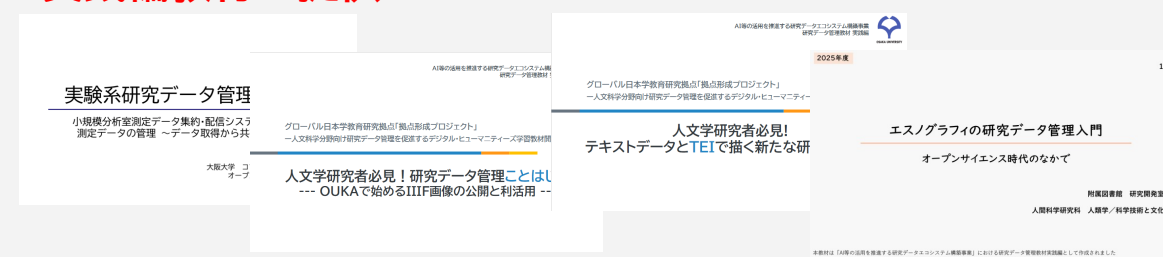 実験系研究データ管理
小規模分析室測定データ集約・配信システ
測定データの管理 ~データ取得から共
大阪大学 コ
オープ
AI等の活用を推進する研究データエコシステム構
研究データ管理教材
グローバル日本学教育研究拠点「拠点形成プロジェクト」
ー人文科学分野向け研究データ管理を促進するデジタル・ヒューマニティーズ学習教材開
人文学研究者必見!研究データ管理ことはじ
--- OUKAで始めるIIIF画像の公開と利活用 --
AI等の活用を推進する研究データエコシステム構築事業
研究データ管理教材 実践編
OSAKA UNIVERSITY
グローバル日本学教育研究拠点「拠点形成プロジェクト」
ー人文科学分野向け研究データ管理を促進するデジタル・ヒューマニティー
人文学研究者必見!
テキストデータとTEIで描く新たな研
2025年度
1
エスノグラフィの研究データ管理入門
オープンサイエンス時代のなかで
附属図書館 研究開発室
人間科学研究科 人類学/科学技術と文化
本教材は「AI等の活用を推進する研究データエコシステム構築事業」における研究データ管理教材実践編として作成されました